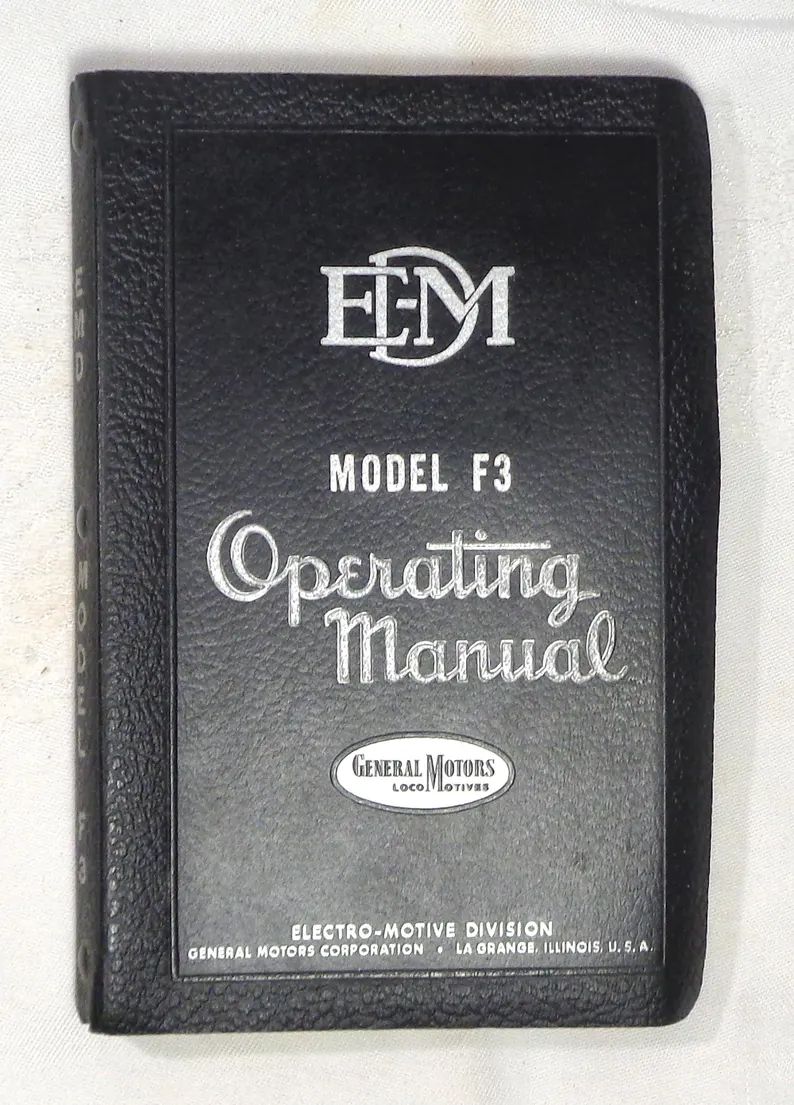 EMD
MODEL F3
E-MD
MODEL F3
Operating
Manual
GENERAL MOTORS
LOCOMOTIVES
ELECTRO-MOTIVE DIVISION
GENERAL MOTORS CORPORATION • LA GRANGE, ILLINOIS, U.S.A.